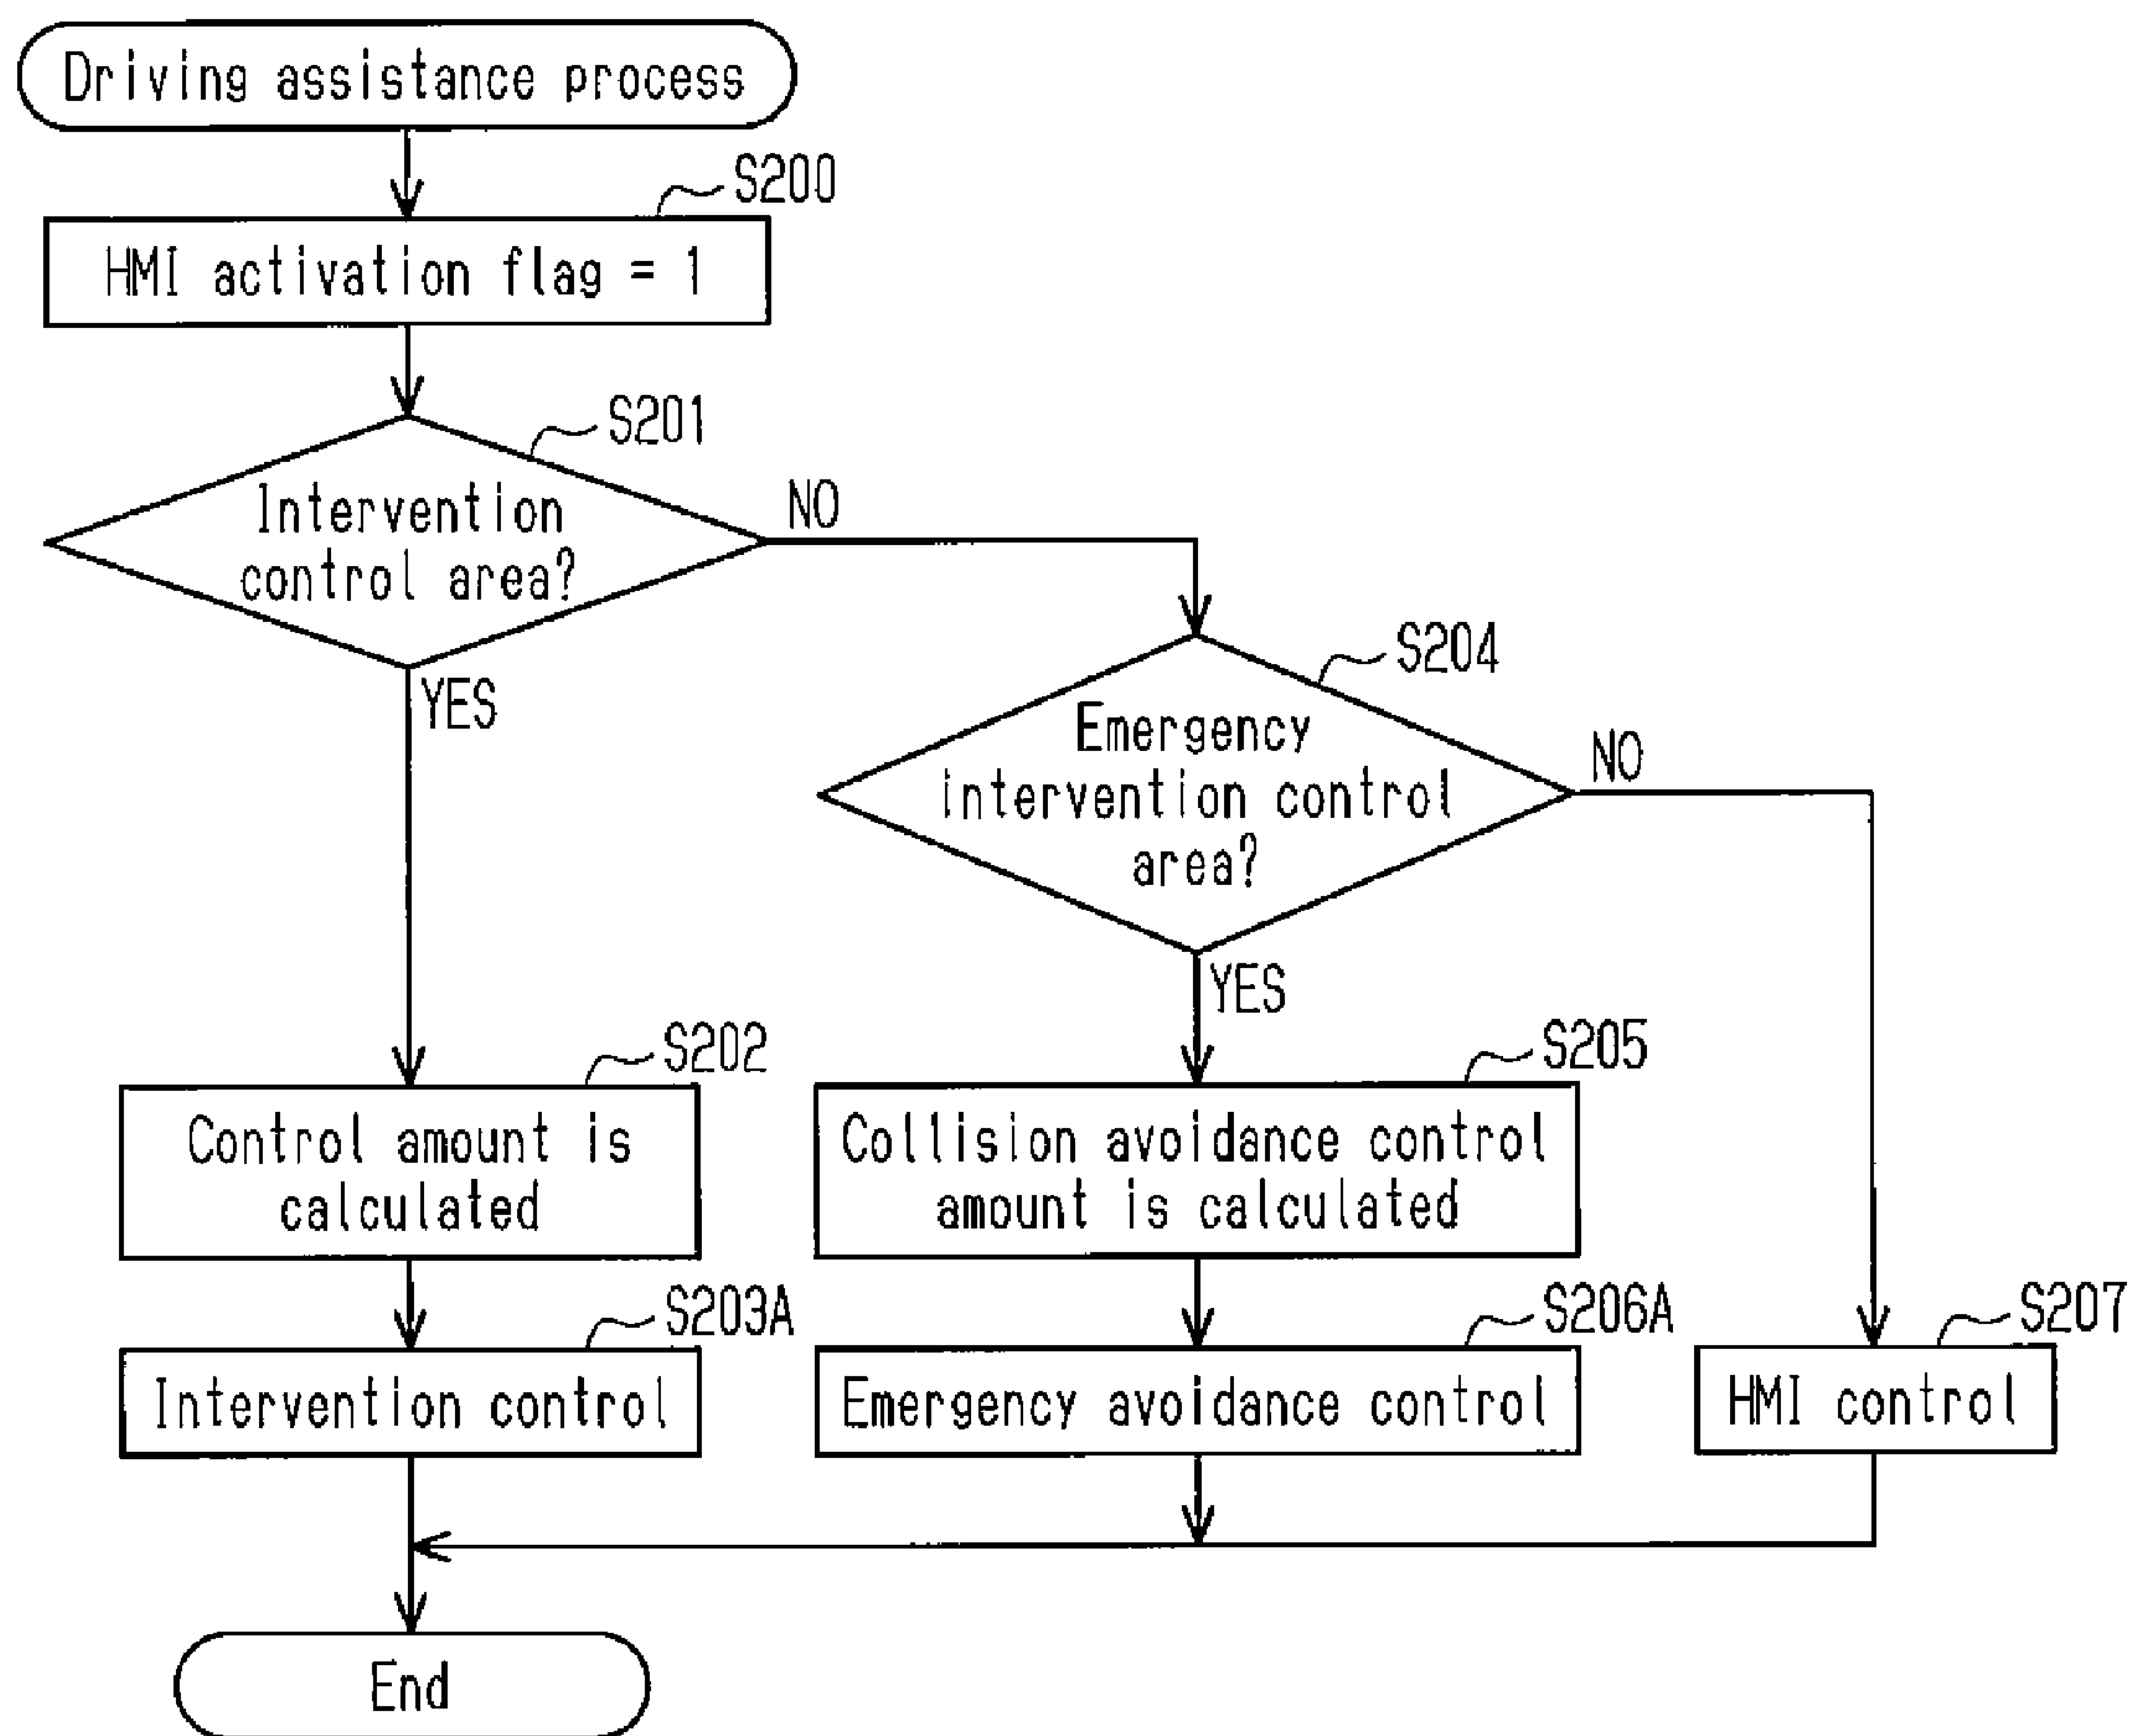 Driving assistance process
S200
HMI activation flag = 1
S201
Intervention
control area?
NO
YES
S204
Emergency
intervention control
area?
NO
YES
S202
Control amount is
calculated
S205
Collision avoidance control
amount is calculated
S203A
Intervention control
S206A
Emergency avoidance control
S207
HMI control
End